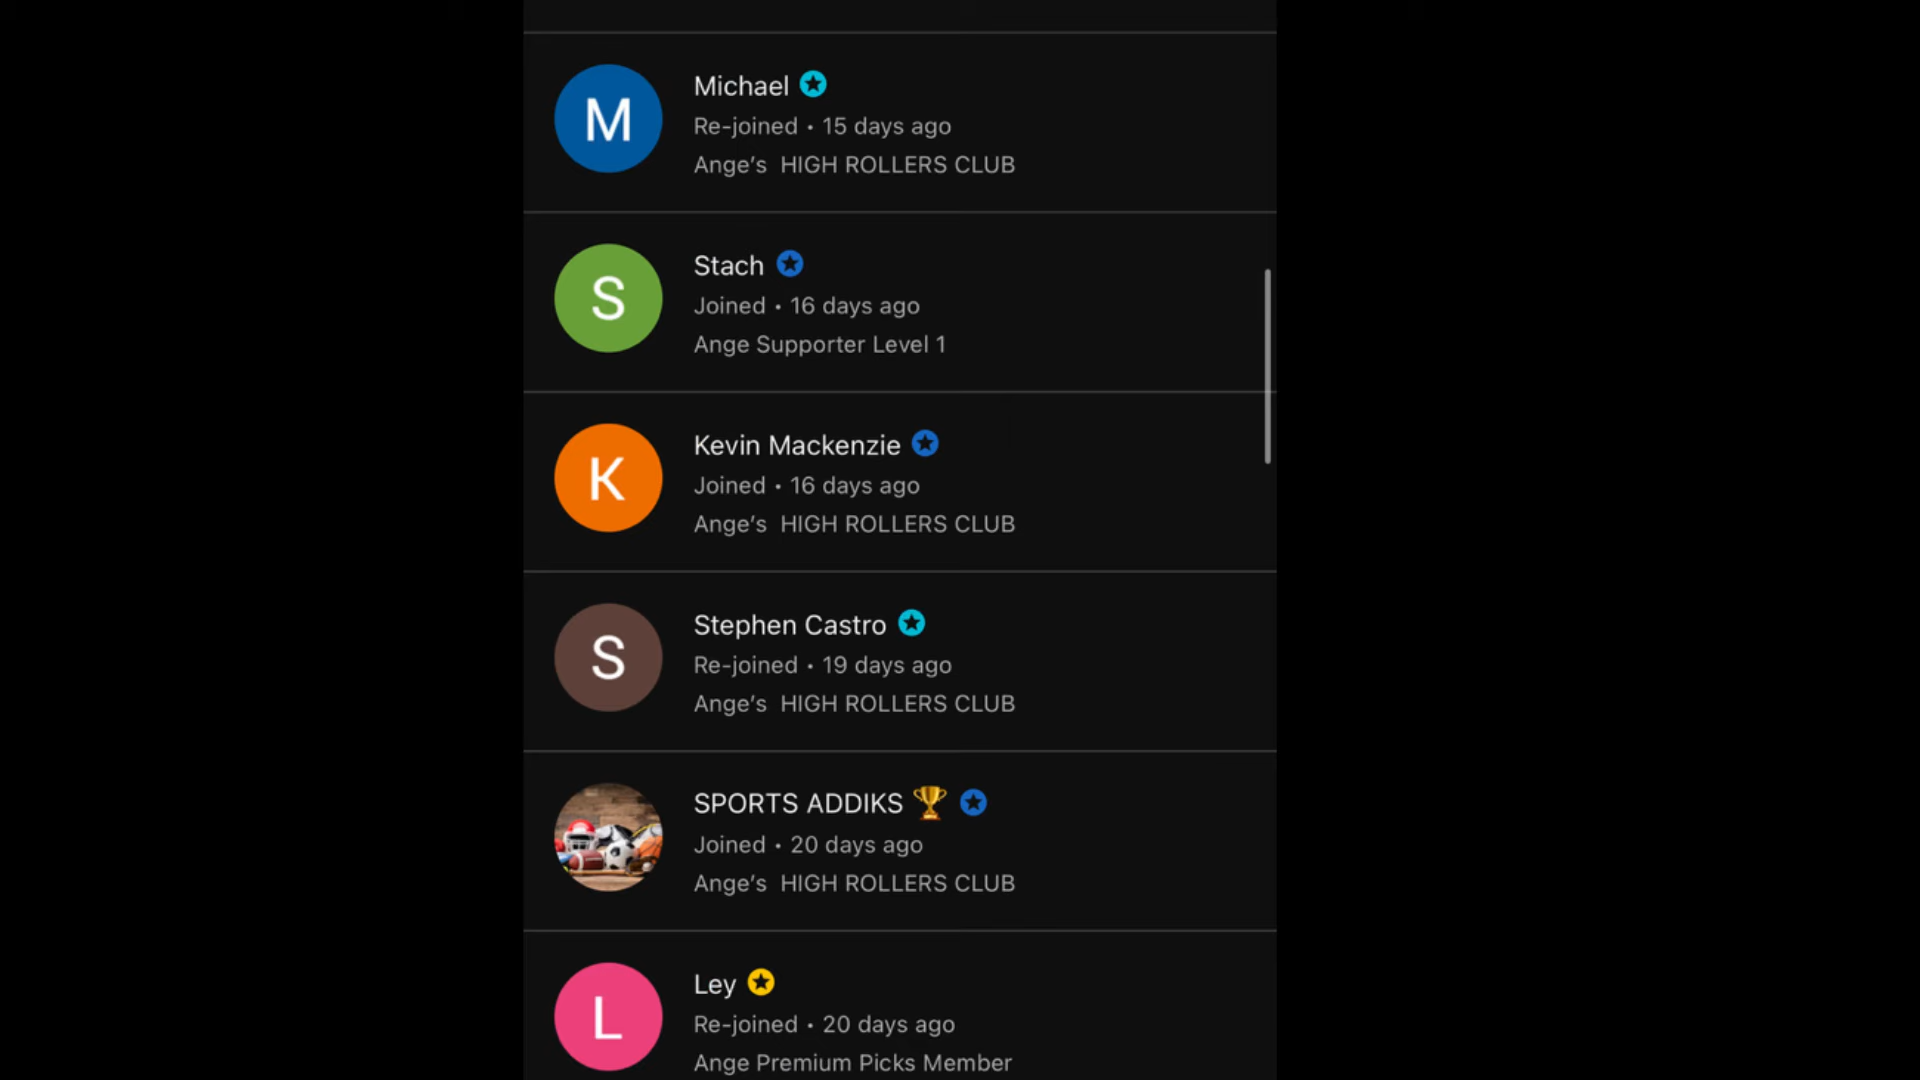 M
Michael
Re-joined • 15 days ago
Ange's HIGH ROLLERS CLUB
S
Stach
Joined • 16 days ago
Ange Supporter Level 1
K
Kevin Mackenzie
Joined • 16 days ago
Ange's HIGH ROLLERS CLUB
S
Stephen Castro
Re-joined • 19 days ago
Ange's HIGH ROLLERS CLUB
SPORTS ADDIKS 🏆
Joined • 20 days ago
Ange's HIGH ROLLERS CLUB
L
Ley
Re-joined • 20 days ago
Ange Premium Picks Member